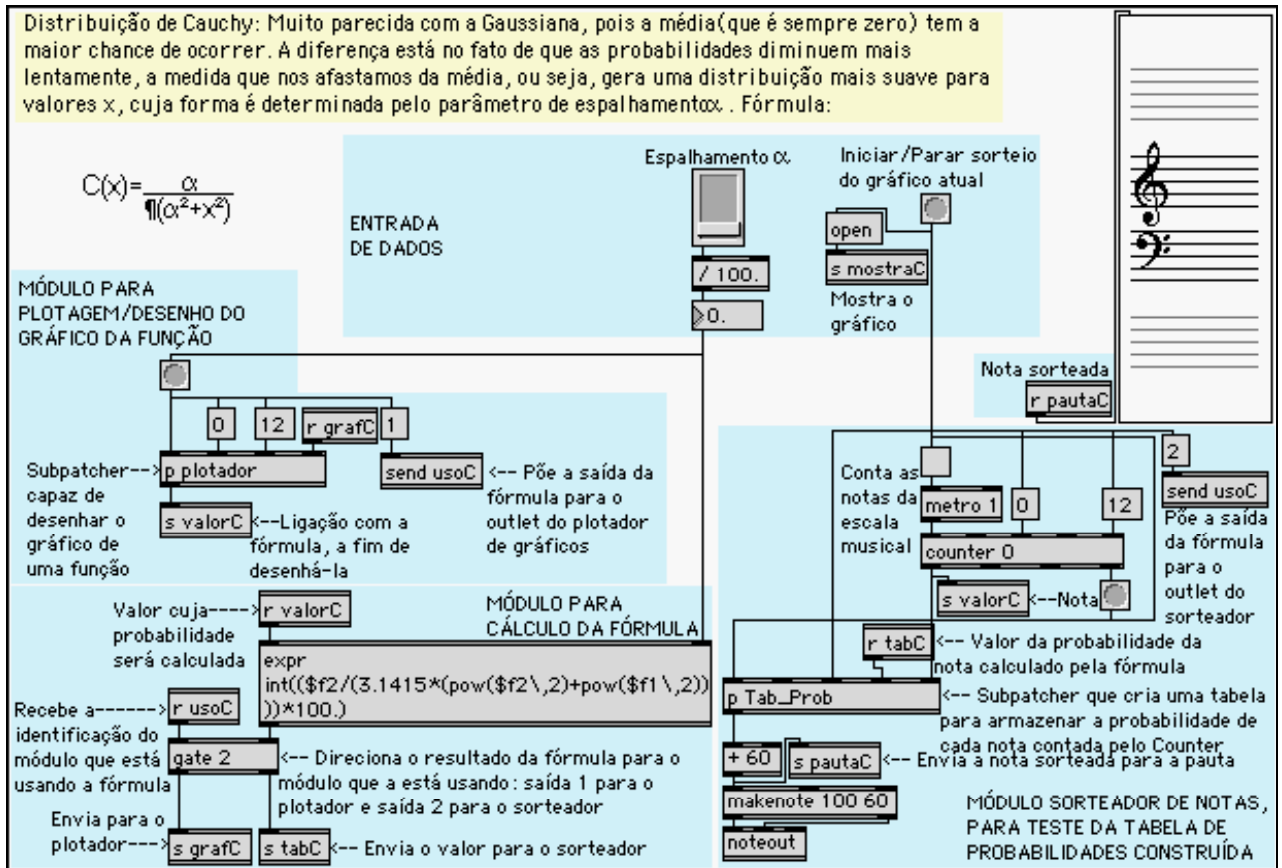 Distribuição de Cauchy: Muito parecida com a Gaussiana, pois a média(que é sempre zero) tem a
maior chance de ocorrer. A diferença está no fato de que as probabilidades diminuem mais
lentamente, a medida que nos afastamos da média, ou seja, gera uma distribuição mais suave para
valores x, cuja forma é determinada pelo parâmetro de espalhamentoα . Fórmula:
C(x)=α
¶(α²+x²)
ENTRADA
DE DADOS
Espalhamento α
/ 100.
0.
Iniciar/Parar sorteio
do gráfico atual
open
s mostraC
Mostra o
gráfico
MÓDULO PARA
PLOTAGEM/DESENHO DO
GRÁFICO DA FUNÇÃO
0
12
r grafC
1
Subpatcher-->
capaz de
desenhar o
gráfico de
uma função
p plotador
s valorC
<--Ligação com a
fórmula, a fim de
desenhá-la
send usoC
<-- Põe a saída da
fórmula para o
outlet do plotador
de gráficos
Nota sorteada
r pautaC
Conta as
notas da
escala
musical
metro 1
0
12
counter 0
s valorC
<--Nota
2
send usoC
Põe a saída
da fórmula
para o
outlet do
sorteador
Valor cuja---->
probabilidade
será calculada
r valorC
MÓDULO PARA
CÁLCULO DA FÓRMULA
expr
int(($f2/(3.1415*(pow($f2\,2)+pow($f1\,2))
))*100.)
Recebe a------>
identificação do
módulo que está
usando a fórmula
r usoC
gate 2
<-- Direciona o resultado da fórmula para o
módulo que a está usando: saída 1 para o
plotador e saída 2 para o sorteador
Envia para o
plotador--->
s grafC
s tabC
<-- Envia o valor para o sorteador
r tabC
<-- Valor da probabilidade da
nota calculado pela fórmula
p Tab_Prob
<-- Subpatcher que cria uma tabela
para armazenar a probabilidade de
cada nota contada pelo Counter
+ 60
s pautaC
<-- Envia a nota sorteada para a pauta
makenote 100 60
noteout
MÓDULO SORTEADOR DE NOTAS,
PARA TESTE DA TABELA DE
PROBABILIDADES CONSTRUÍDA